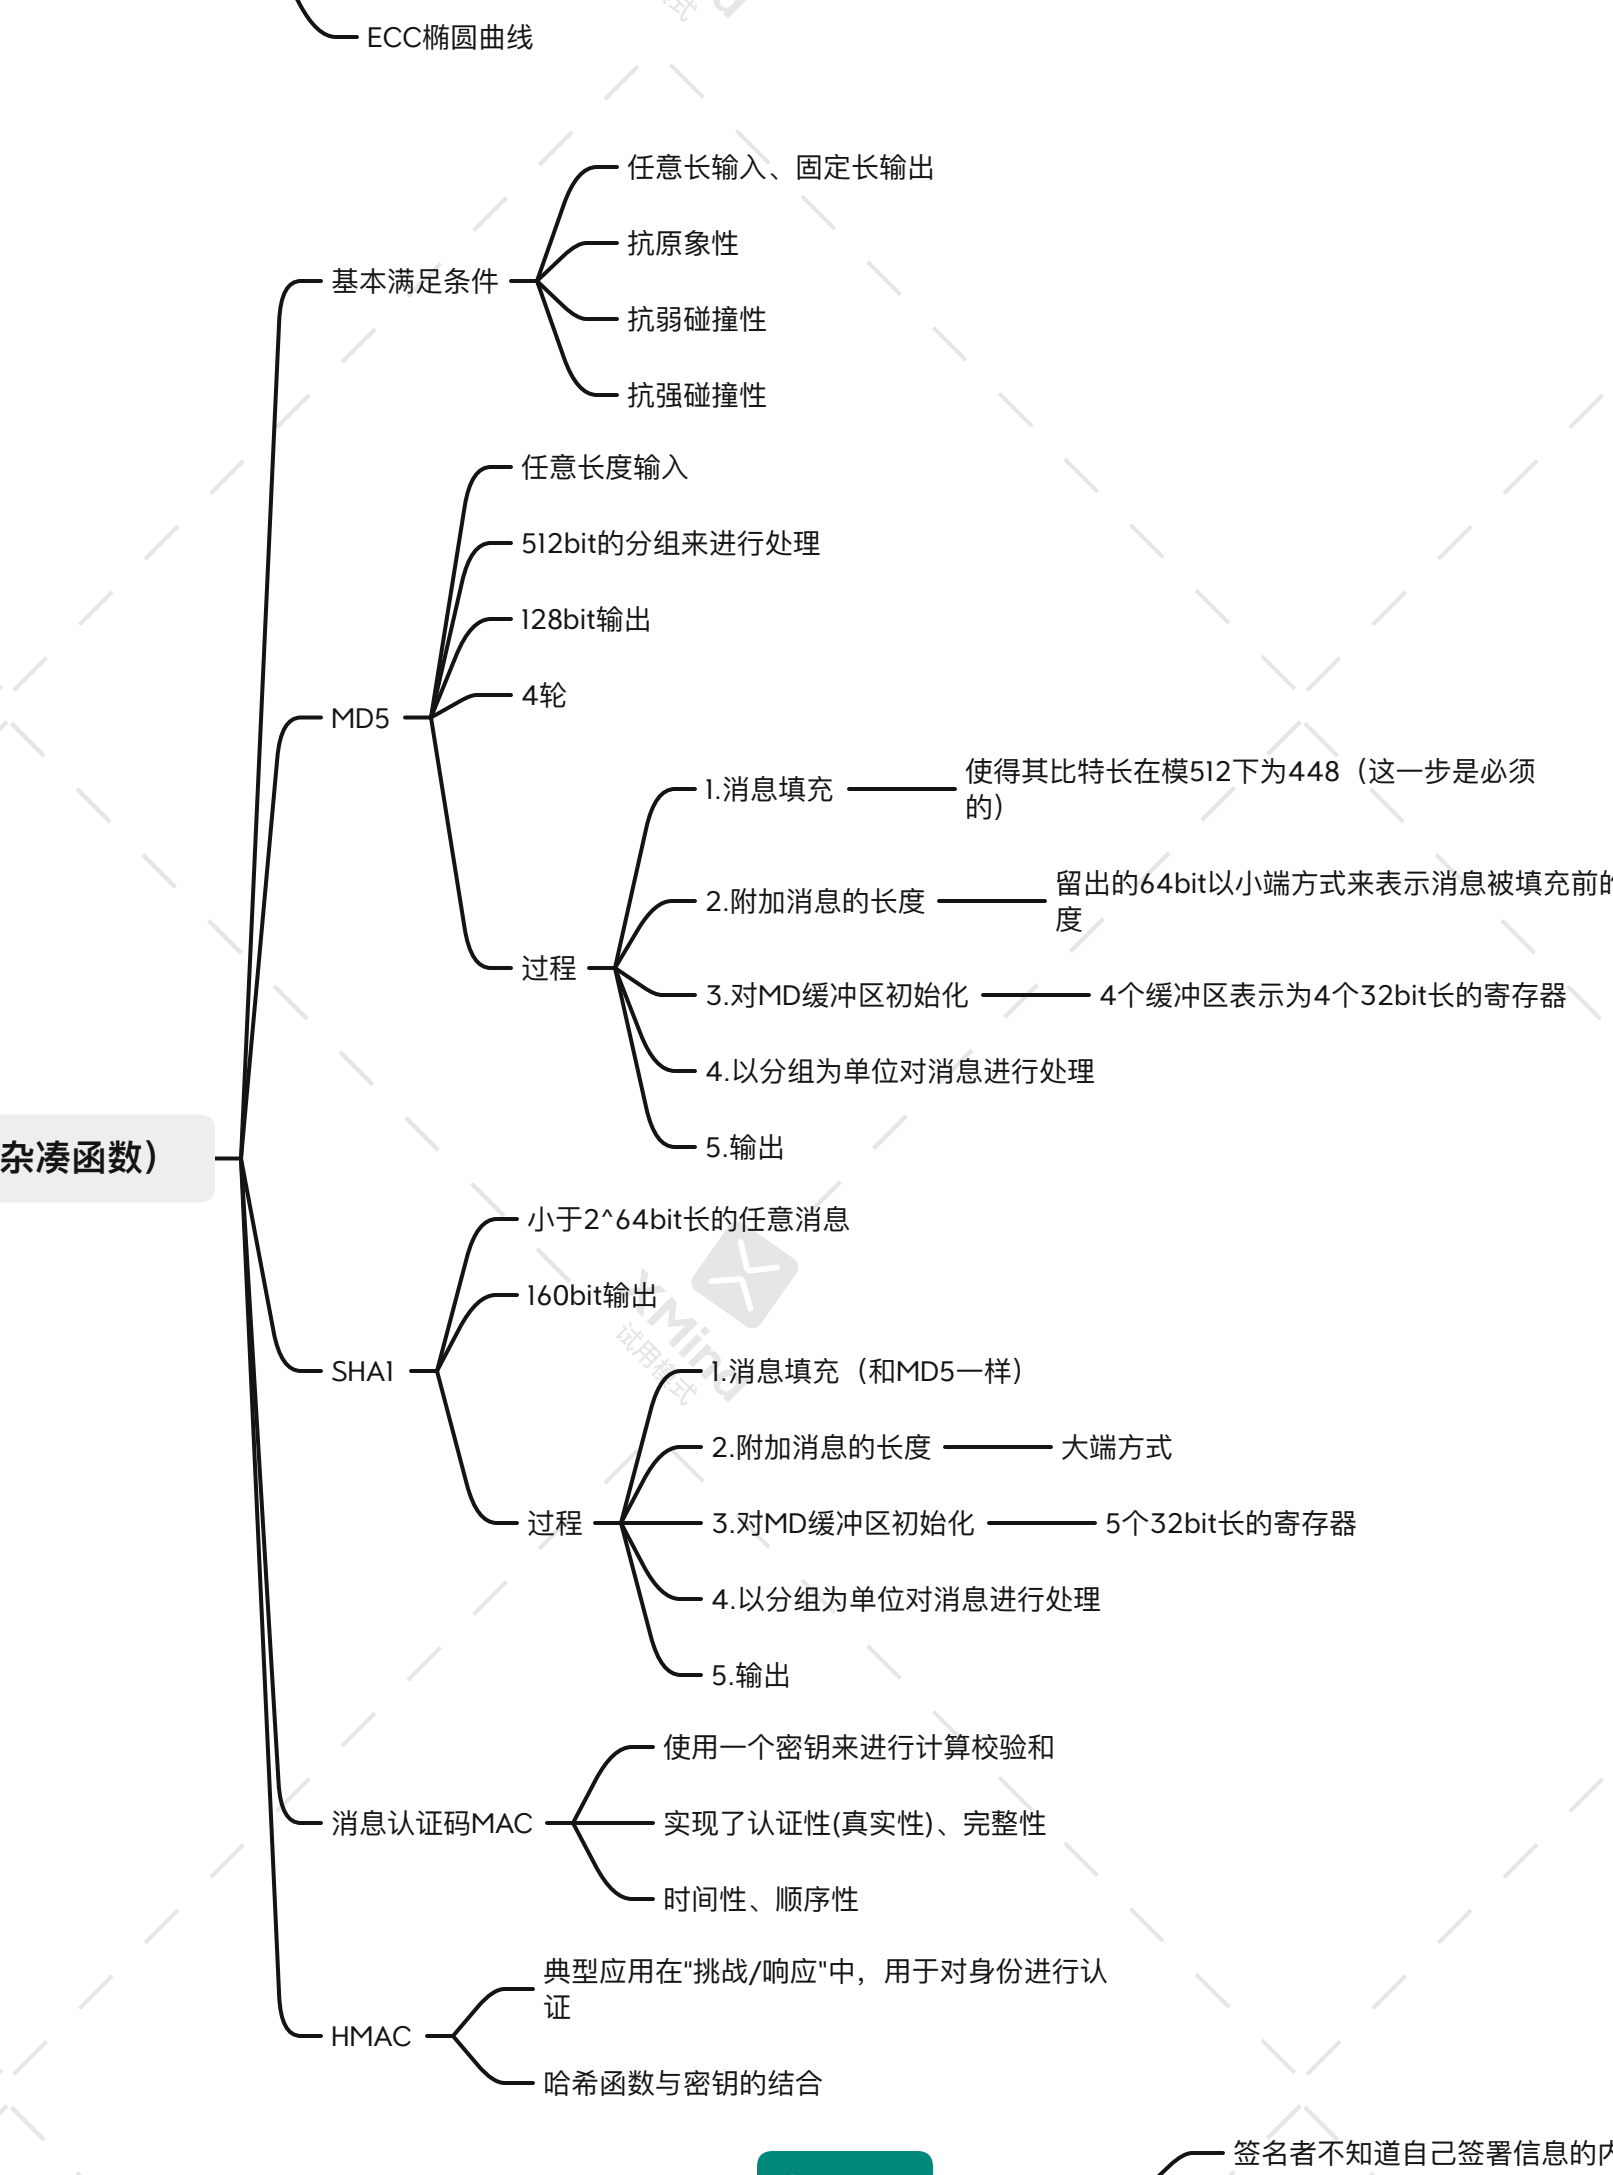 ECC椭圆曲线
基本满足条件
任意长输入、固定长输出
抗原象性
抗弱碰撞性
抗强碰撞性
MD5
任意长度输入
512bit的分组来进行处理
128bit输出
4轮
过程
1.消息填充
使得其比特长在模512下为448（这一步是必须
的）
2.附加消息的长度
留出的64bit以小端方式来表示消息被填充前的
度
3.对MD缓冲区初始化
4个缓冲区表示为4个32bit长的寄存器
4.以分组为单位对消息进行处理
5.输出
杂凑函数）
SHA1
小于2^64bit长的任意消息
160bit输出
过程
1.消息填充（和MD5一样）
2.附加消息的长度
大端方式
3.对MD缓冲区初始化
5个32bit长的寄存器
4.以分组为单位对消息进行处理
5.输出
消息认证码MAC
使用一个密钥来进行计算校验和
实现了认证性(真实性)、完整性
时间性、顺序性
HMAC
典型应用在"挑战/响应"中，用于对身份进行认
证
哈希函数与密钥的结合
签名者不知道自己签署信息的内
XMind
试用模式